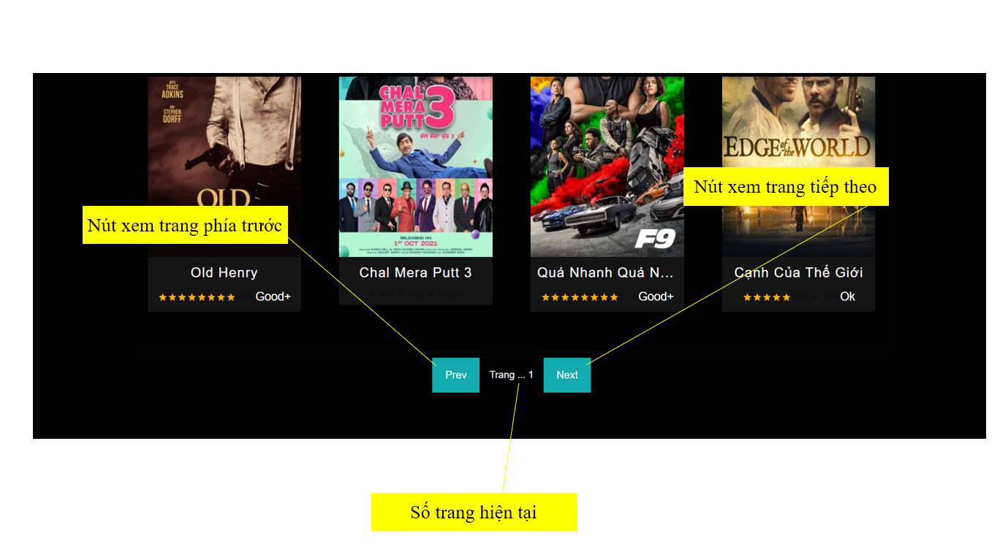 WITH
TRACE
ADKINS
AND
STEPHEN
DORFF
OLD
CHAL
MERA
PUTT 3
ਚੱਲ ਮੇਰਾ ਪੁੱਤ 3
RELEASING ON
1ST OCT 2021
F9
EDGE of the WORLD
Nút xem trang tiếp theo
Nút xem trang phía trước
Old Henry
Good+
Chal Mera Putt 3
Quá Nhanh Quá N...
Good+
Cạnh Của Thế Giới
Ok
Prev
Trang ... 1
Next
Số trang hiện tại